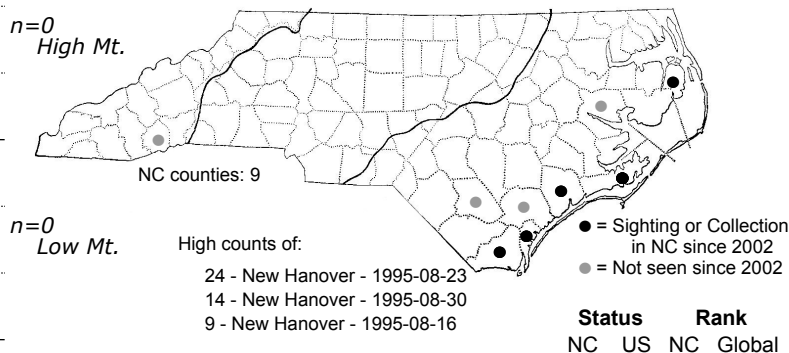 n=0
High Mt.
NC counties: 9
n=0
Low Mt.
High counts of:
24 - New Hanover - 1995-08-23
14 - New Hanover - 1995-08-30
9 - New Hanover - 1995-08-16
● = Sighting or Collection
in NC since 2002
● = Not seen since 2002
Status Rank
NC US NC Global